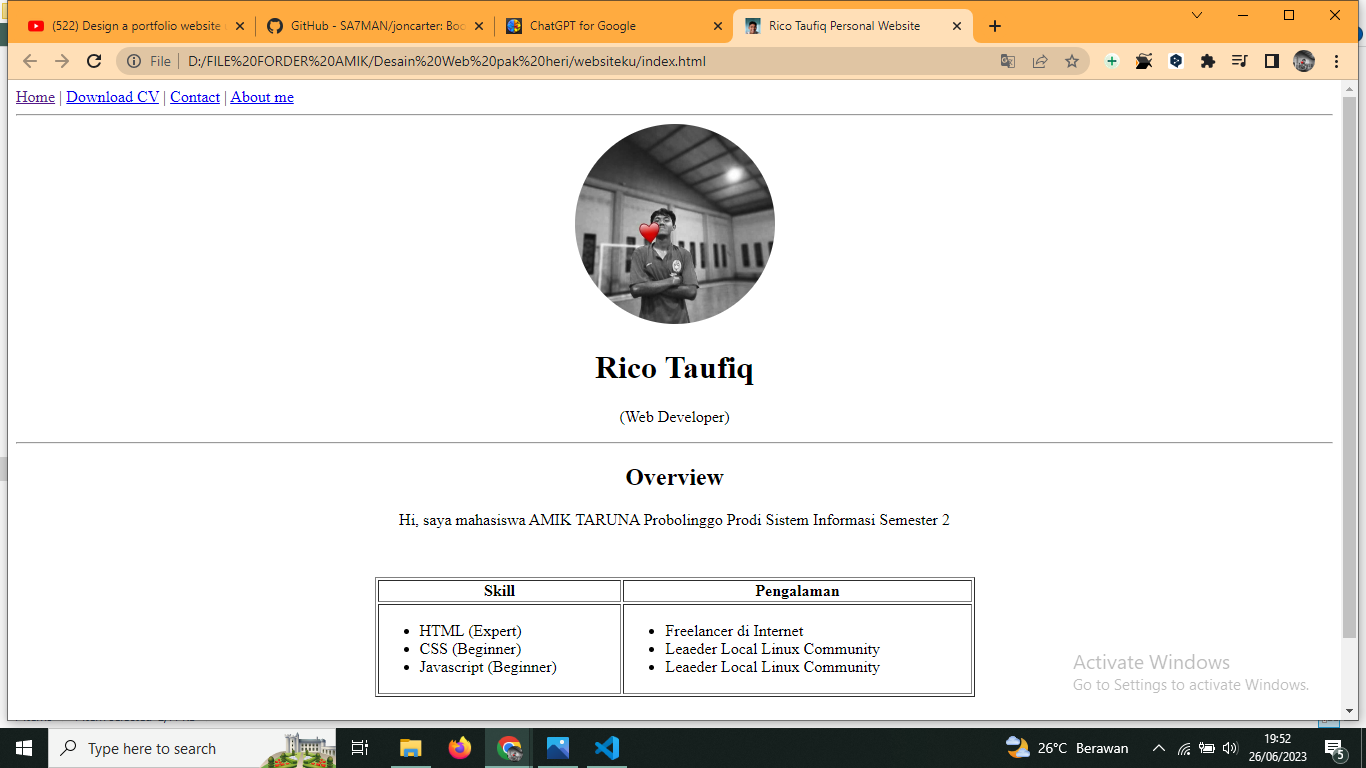 (522) Design a portfolio website
GitHub - SA7MAN/joncarter: Boo
ChatGPT for Google
Rico Taufiq Personal Website
File
D:/FILE%20FORDER%20AMIK/Desain%20Web%20pak%20heri/websiteku/index.html
Home | Download CV | Contact | About me
Rico Taufiq
(Web Developer)
Overview
Hi, saya mahasiswa AMIK TARUNA Probolinggo Prodi Sistem Informasi Semester 2
Skill
Pengalaman
HTML (Expert)
CSS (Beginner)
Javascript (Beginner)
Freelancer di Internet
Leaeder Local Linux Community
Leaeder Local Linux Community
Activate Windows
Go to Settings to activate Windows.
Type here to search
26°C Berawan
19:52
26/06/2023
5